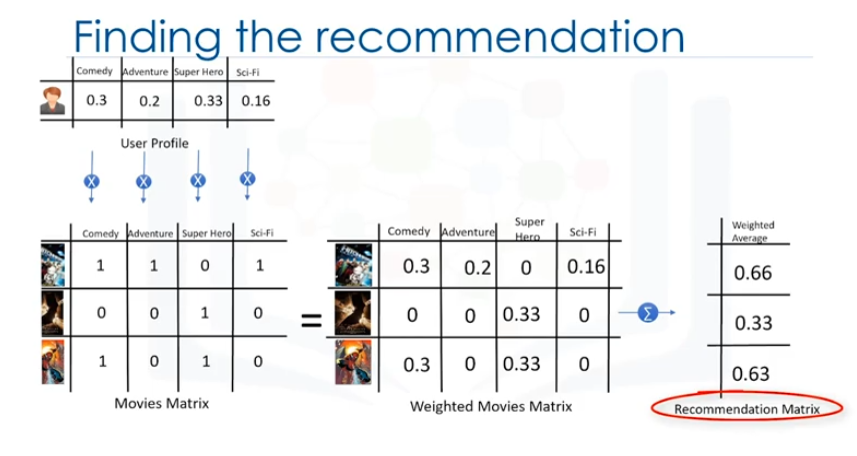 Finding the recommendation
Comedy Adventure Super Hero Sci-Fi
0.3 0.2 0.33 0.16
User Profile
X X X X
Comedy Adventure Super Hero Sci-Fi
1 1 0 1
0 0 1 0
1 0 1 0
Movies Matrix
=
Comedy Adventure Super Hero Sci-Fi
0.3 0.2 0 0.16
0 0 0.33 0
0.3 0 0.33 0
Weighted Movies Matrix
Σ
Weighted
Average
0.66
0.33
0.63
Recommendation Matrix